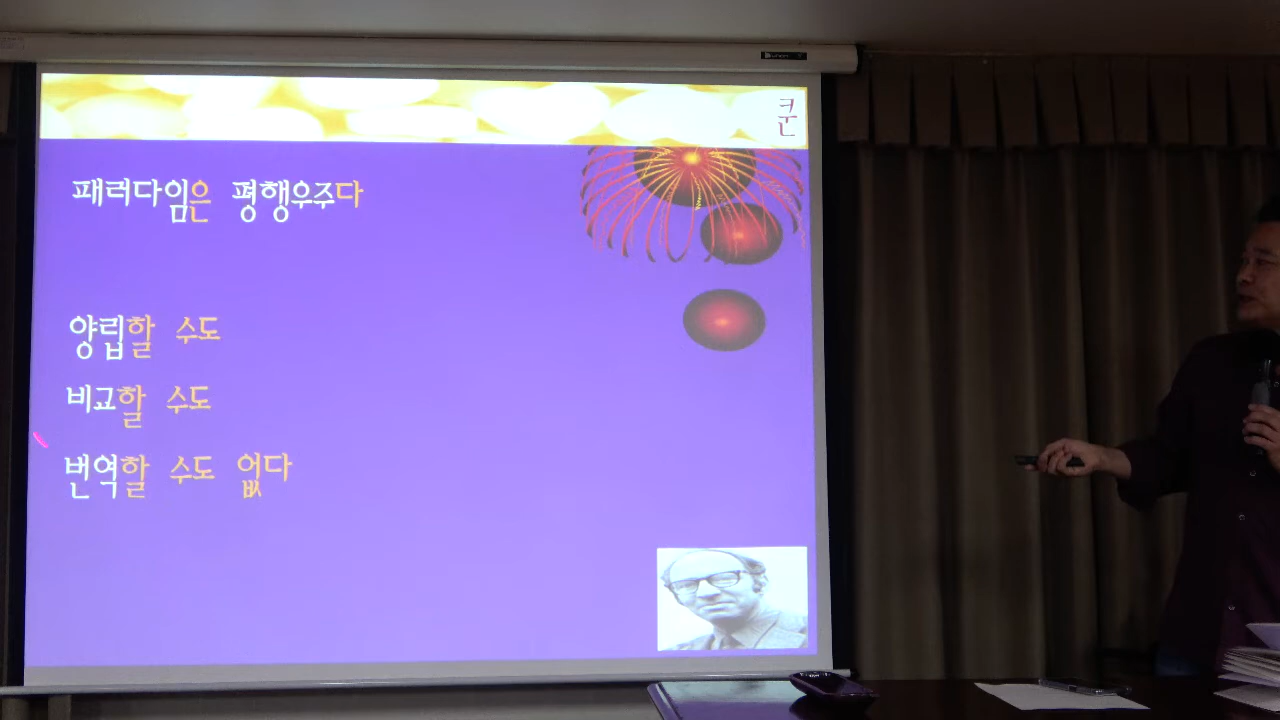 쿤
패러다임은 평행우주다
양립할 수도
비교할 수도
번역할 수도 없다